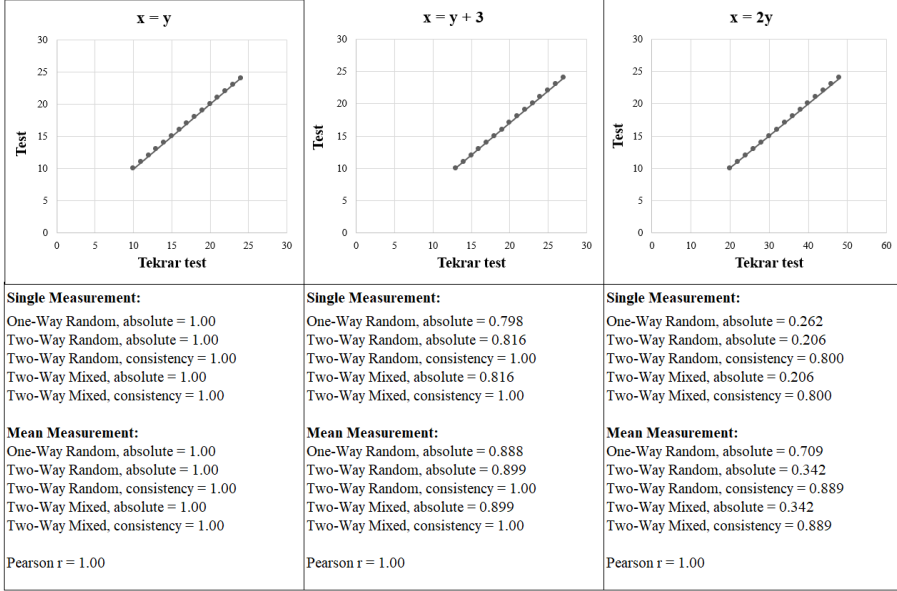 x = y
30
25
20
15
10
5
0
Test
0 5 10 15 20 25 30
Tekrar test
x = y + 3
30
25
20
15
10
5
0
Test
0 5 10 15 20 25 30
Tekrar test
x = 2y
30
25
20
15
10
5
0
Test
0 10 20 30 40 50 60
Tekrar test
Single Measurement:
One-Way Random, absolute = 1.00
Two-Way Random, absolute = 1.00
Two-Way Random, consistency = 1.00
Two-Way Mixed, absolute = 1.00
Two-Way Mixed, consistency = 1.00
Mean Measurement:
One-Way Random, absolute = 1.00
Two-Way Random, absolute = 1.00
Two-Way Random, consistency = 1.00
Two-Way Mixed, absolute = 1.00
Two-Way Mixed, consistency = 1.00
Pearson r = 1.00
Single Measurement:
One-Way Random, absolute = 0.798
Two-Way Random, absolute = 0.816
Two-Way Random, consistency = 1.00
Two-Way Mixed, absolute = 0.816
Two-Way Mixed, consistency = 1.00
Mean Measurement:
One-Way Random, absolute = 0.888
Two-Way Random, absolute = 0.899
Two-Way Random, consistency = 1.00
Two-Way Mixed, absolute = 0.899
Two-Way Mixed, consistency = 1.00
Pearson r = 1.00
Single Measurement:
One-Way Random, absolute = 0.262
Two-Way Random, absolute = 0.206
Two-Way Random, consistency = 0.800
Two-Way Mixed, absolute = 0.206
Two-Way Mixed, consistency = 0.800
Mean Measurement:
One-Way Random, absolute = 0.709
Two-Way Random, absolute = 0.342
Two-Way Random, consistency = 0.889
Two-Way Mixed, absolute = 0.342
Two-Way Mixed, consistency = 0.889
Pearson r = 1.00